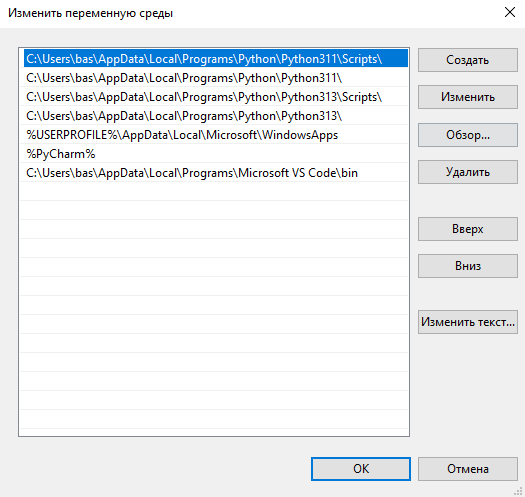 Изменить переменную среды
C:\Users\bas\AppData\Local\Programs\Python\Python311\Scripts\
C:\Users\bas\AppData\Local\Programs\Python\Python311\
C:\Users\bas\AppData\Local\Programs\Python\Python313\Scripts\
C:\Users\bas\AppData\Local\Programs\Python\Python313\
%USERPROFILE%\AppData\Local\Microsoft\WindowsApps
%PyCharm%
C:\Users\bas\AppData\Local\Programs\Microsoft VS Code\bin
Создать
Изменить
Обзор...
Удалить
Вверх
Вниз
Изменить текст...
OK
Отмена